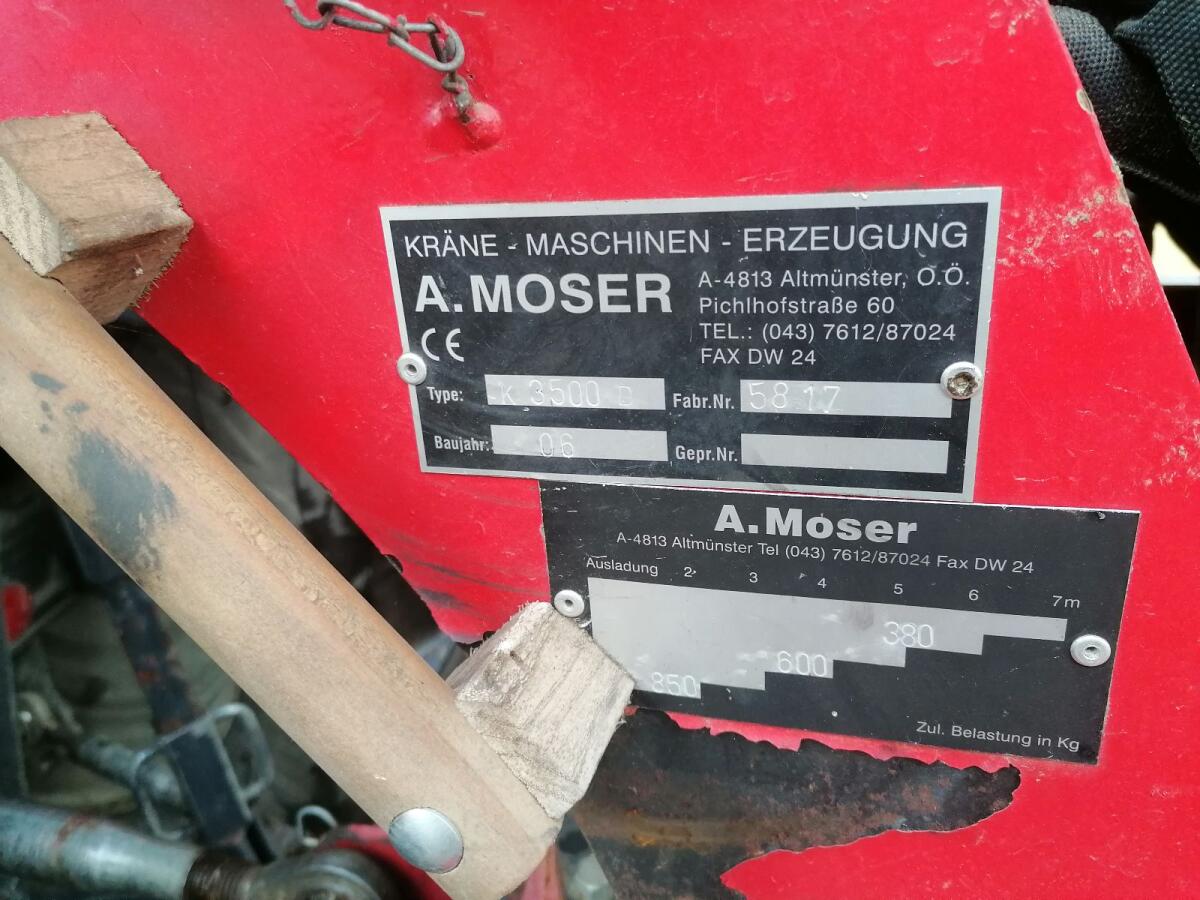 KRÄNE - MASCHINEN - ERZEUGUNG
A.MOSER
A-4813 Altmünster, O.Ö.
Pichlhofstraße 60
TEL.: (043) 7612/87024
FAX DW 24
CE
Type: K 3500 D Fabr.Nr. 5817
Baujahr: 06 Gepr.Nr.
A.Moser
A-4813 Altmünster Tel (043) 7612/87024 Fax DW 24
Ausladung 2 3 4 5 6 7m
380
600
850
Zul. Belastung in Kg